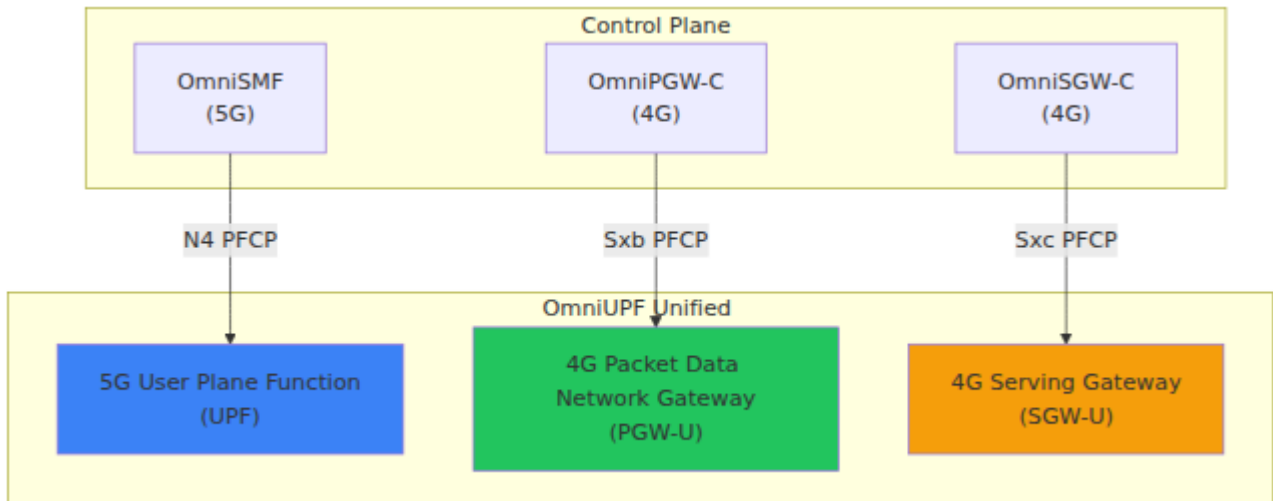 Control Plane
OmniSMF
(5G)
OmniPGW-C
(4G)
OmniSGW-C
(4G)
N4 PFCP
Sxb PFCP
Sxc PFCP
OmniUPF Unified
5G User Plane Function
(UPF)
4G Packet Data
Network Gateway
(PGW-U)
4G Serving Gateway
(SGW-U)